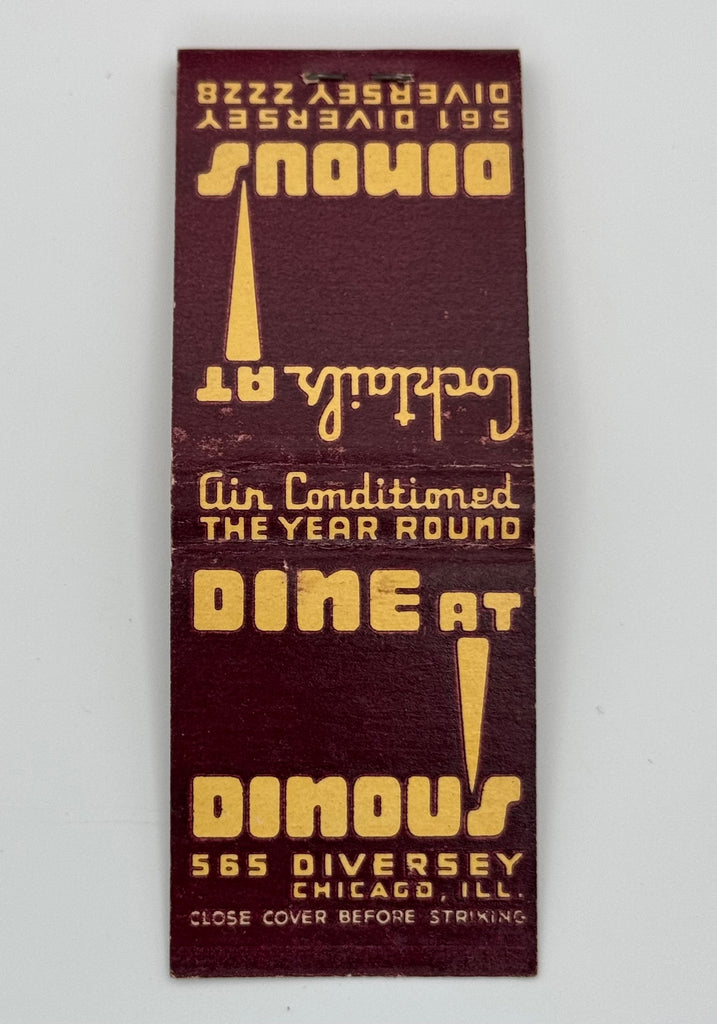 DIVERSEY 2228
561 DIVERSEY
DINOUS
Cocktails AT
Air Conditioned
THE YEAR ROUND
DINE AT
DINOUS
565 DIVERSEY
CHICAGO, ILL.
CLOSE COVER BEFORE STRIKING